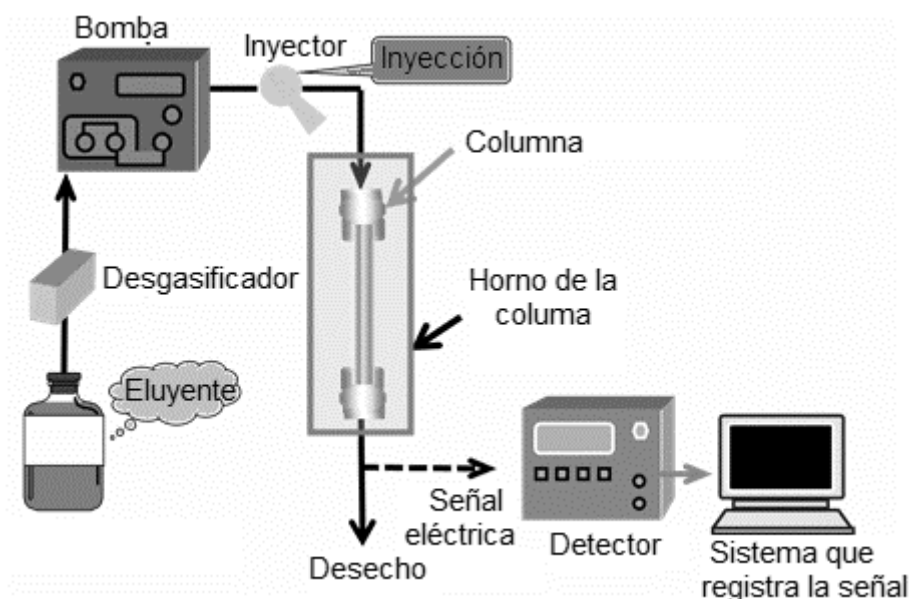 Bomba
Inyector
Inyección
Columna
Desgasificador
Horno de la
columa
Eluyente
Señal
eléctrica
Detector
Desecho
Sistema que
registra la señal